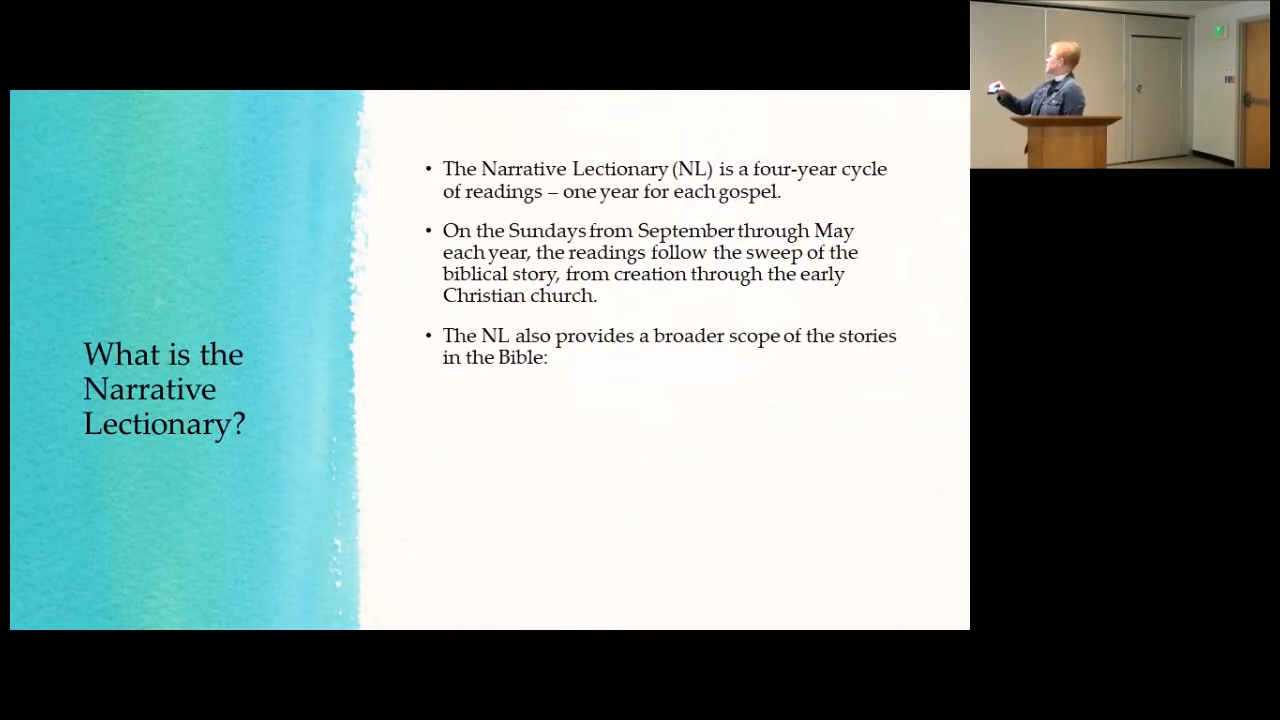 What is the
Narrative
Lectionary?
• The Narrative Lectionary (NL) is a four-year cycle
of readings – one year for each gospel.
• On the Sundays from September through May
each year, the readings follow the sweep of the
biblical story, from creation through the early
Christian church.
• The NL also provides a broader scope of the stories
in the Bible: